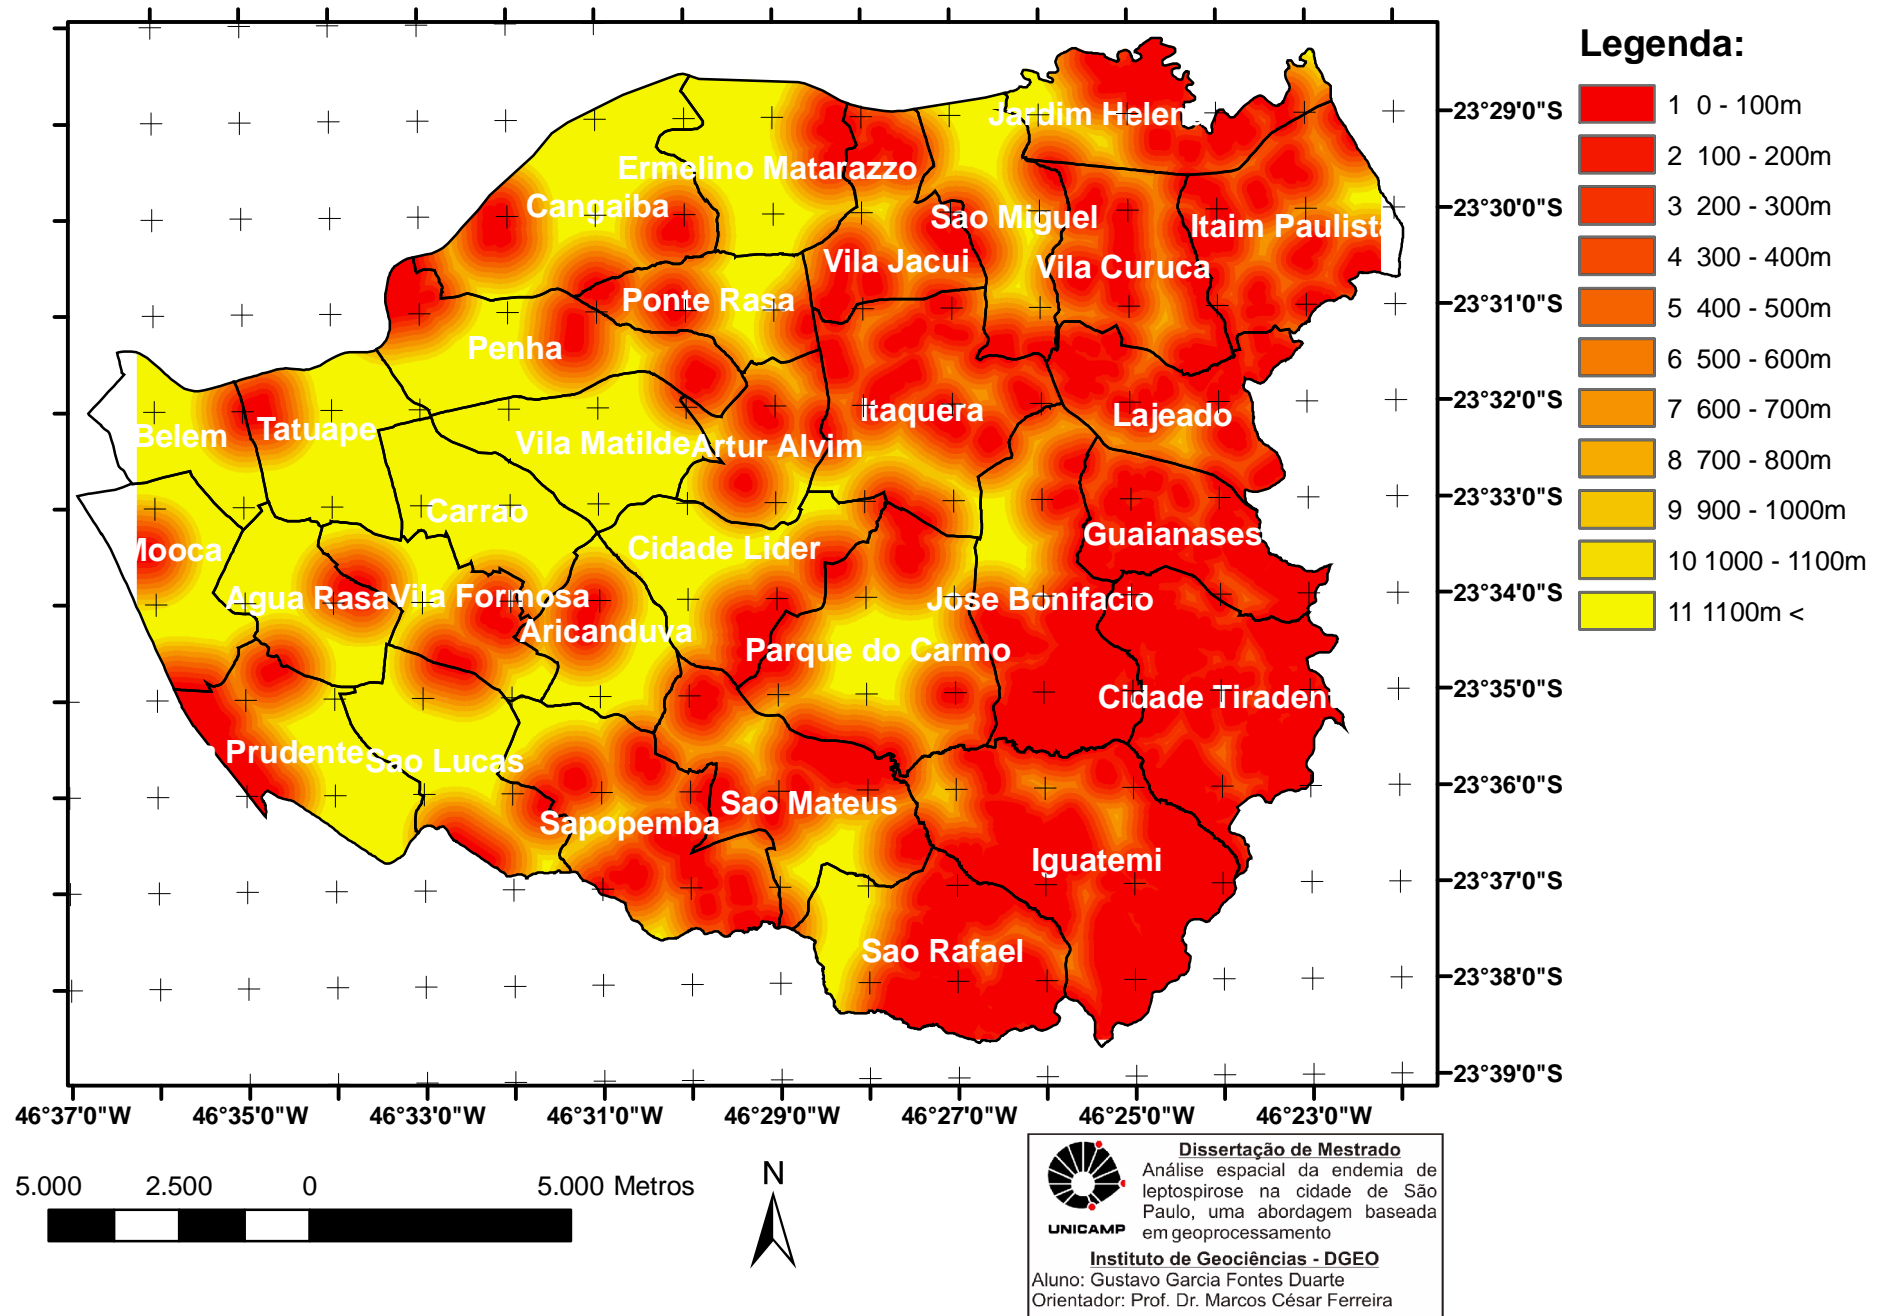 Legenda:
1 0 - 100m
2 100 - 200m
3 200 - 300m
4 300 - 400m
5 400 - 500m
6 500 - 600m
7 600 - 700m
8 700 - 800m
9 900 - 1000m
10 1000 - 1100m
11 1100m <
Jardim Helen
Ermelino Matarazzo
Cangaiba
Sao Miguel
Itaim Paulist
Vila Jacui
Vila Curuca
Ponte Rasa
Penha
Itaquera
Lajeado
Belem
Tatuape
Vila Matilde
Artur Alvim
Carrao
Guaianases
Mooca
Cidade Lider
Agua Rasa
Vila Formosa
Jose Bonifacio
Aricanduva
Parque do Carmo
Cidade Tiraden
Prudente
Sao Lucas
Sao Mateus
Sapopemba
Iguatemi
Sao Rafael
23°29'0"S
23°30'0"S
23°31'0"S
23°32'0"S
23°33'0"S
23°34'0"S
23°35'0"S
23°36'0"S
23°37'0"S
23°38'0"S
23°39'0"S
46°37'0"W 46°35'0"W 46°33'0"W 46°31'0"W 46°29'0"W 46°27'0"W 46°25'0"W 46°23'0"W
5.000 2.500 0 5.000 Metros
N
UNICAMP
Dissertação de Mestrado
Análise espacial da endemia de
leptospirose na cidade de São
Paulo, uma abordagem baseada
em geoprocessamento
Instituto de Geociências - DGEO
Aluno: Gustavo Garcia Fontes Duarte
Orientador: Prof. Dr. Marcos César Ferreira